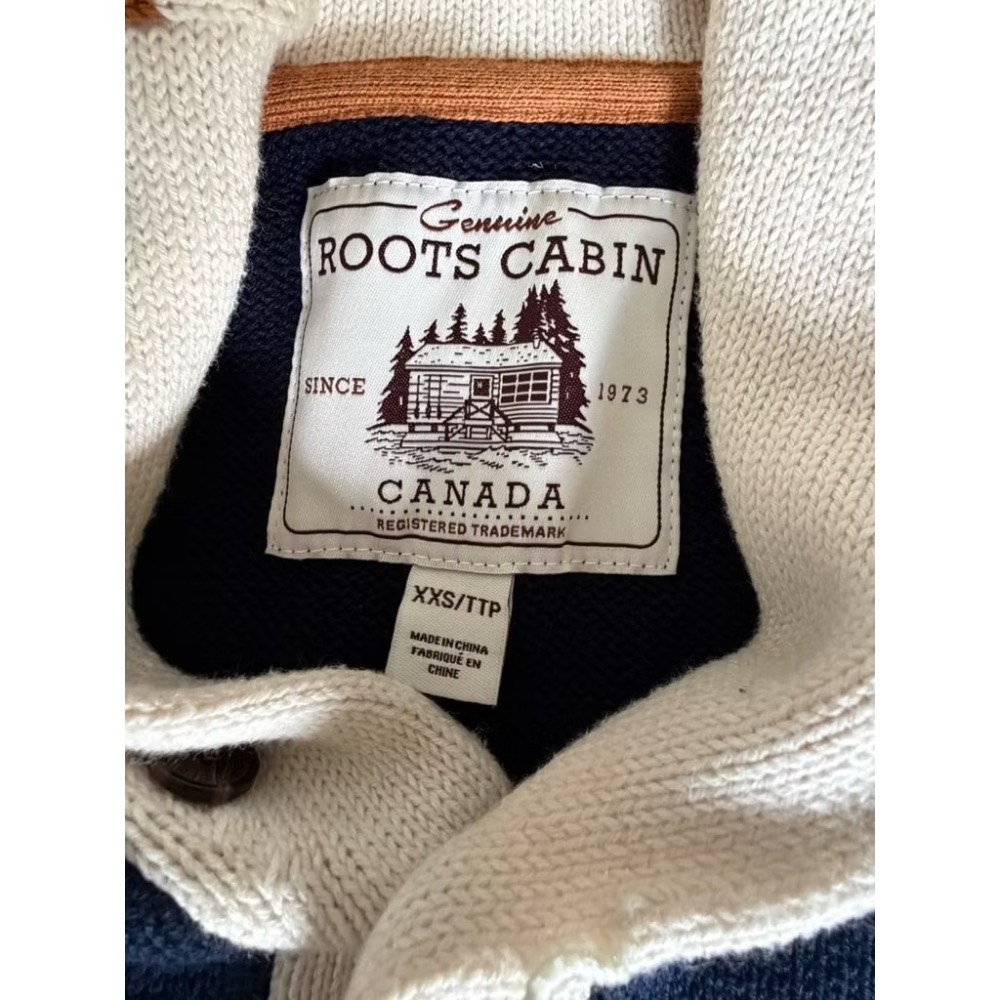 Genuine
ROOTS CABIN
SINCE 1973
CANADA
REGISTERED TRADEMARK
XXS/TTP
MADE IN CHINA
FABRIQUÉ EN
CHINE